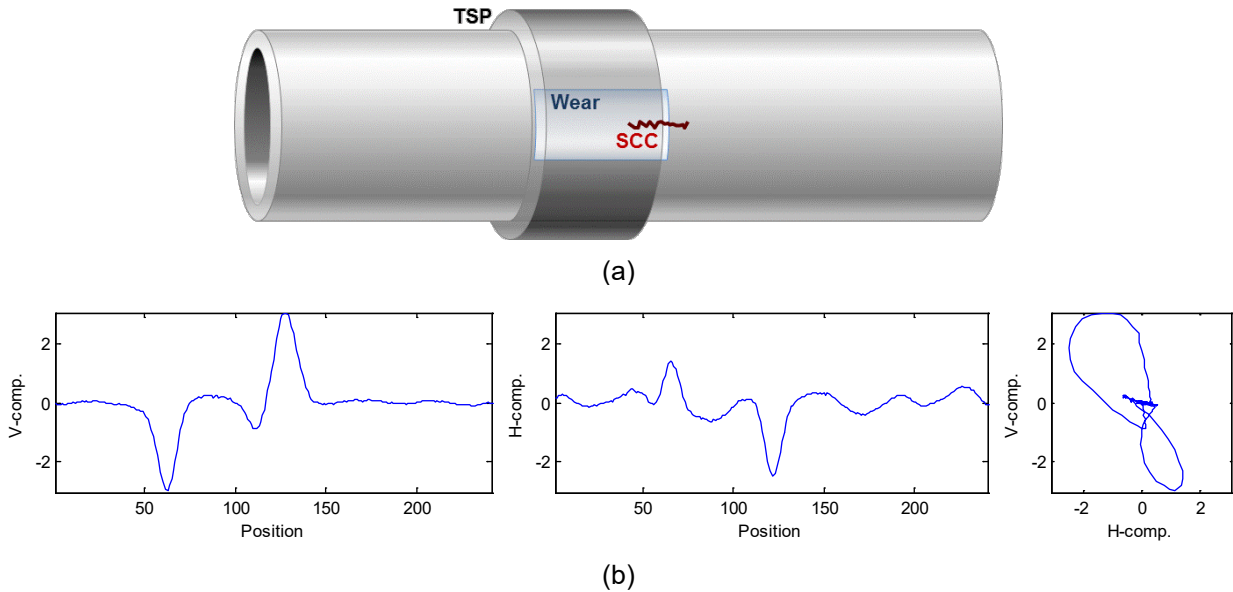 TSP
Wear
SCC
(a)
2
0
-2
V-comp.
50
100
150
200
Position
2
0
-2
H-comp.
50
100
150
200
Position
2
0
-2
V-comp.
-2
0
2
H-comp.
(b)